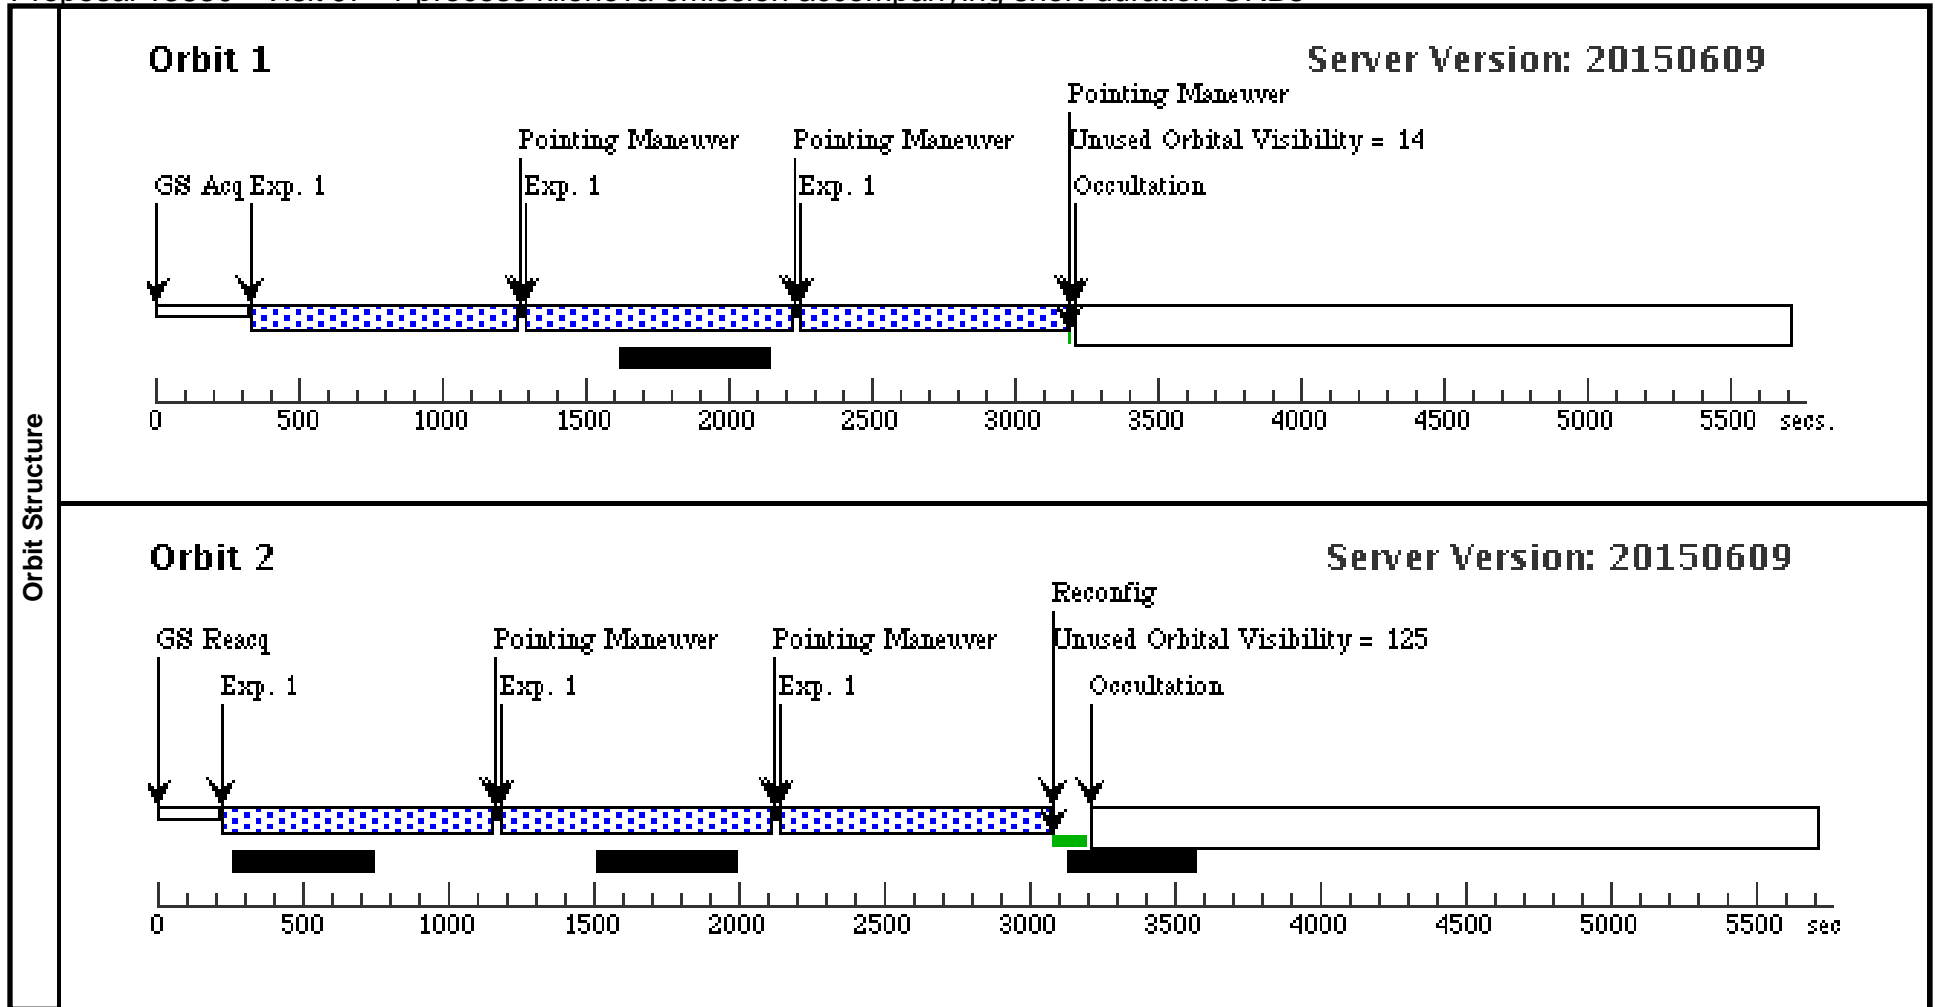 Orbit Structure
Orbit 1
Server Version: 20150609
Pointing Maneuver
Pointing Maneuver Pointing Maneuver Unused Orbital Visibility = 14
GS Acq Exp. 1 Exp. 1 Exp. 1 Occultation
0 500 1000 1500 2000 2500 3000 3500 4000 4500 5000 5500 secs.
Orbit 2
Server Version: 20150609
Reconfig
GS Reacq Pointing Maneuver Pointing Maneuver Unused Orbital Visibility = 125
Exp. 1 Exp. 1 Exp. 1 Occultation
0 500 1000 1500 2000 2500 3000 3500 4000 4500 5000 5500 sec